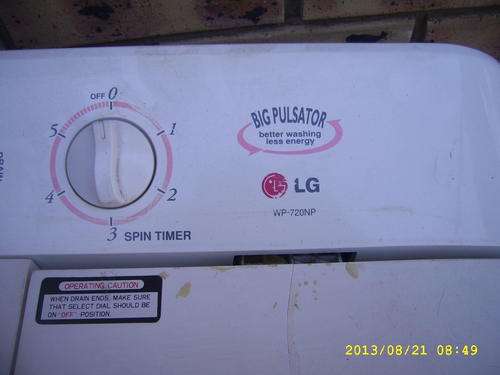 OFF 0
1
2
3
4
5
SPIN TIMER
BIG PULSATOR
better washing
less energy
LG
WP-720NP
OPERATING CAUTION
WHEN DRAIN ENDS, MAKE SURE
THAT SELECT DIAL SHOULD BE
ON "OFF" POSITION.
2013/08/21 08:49